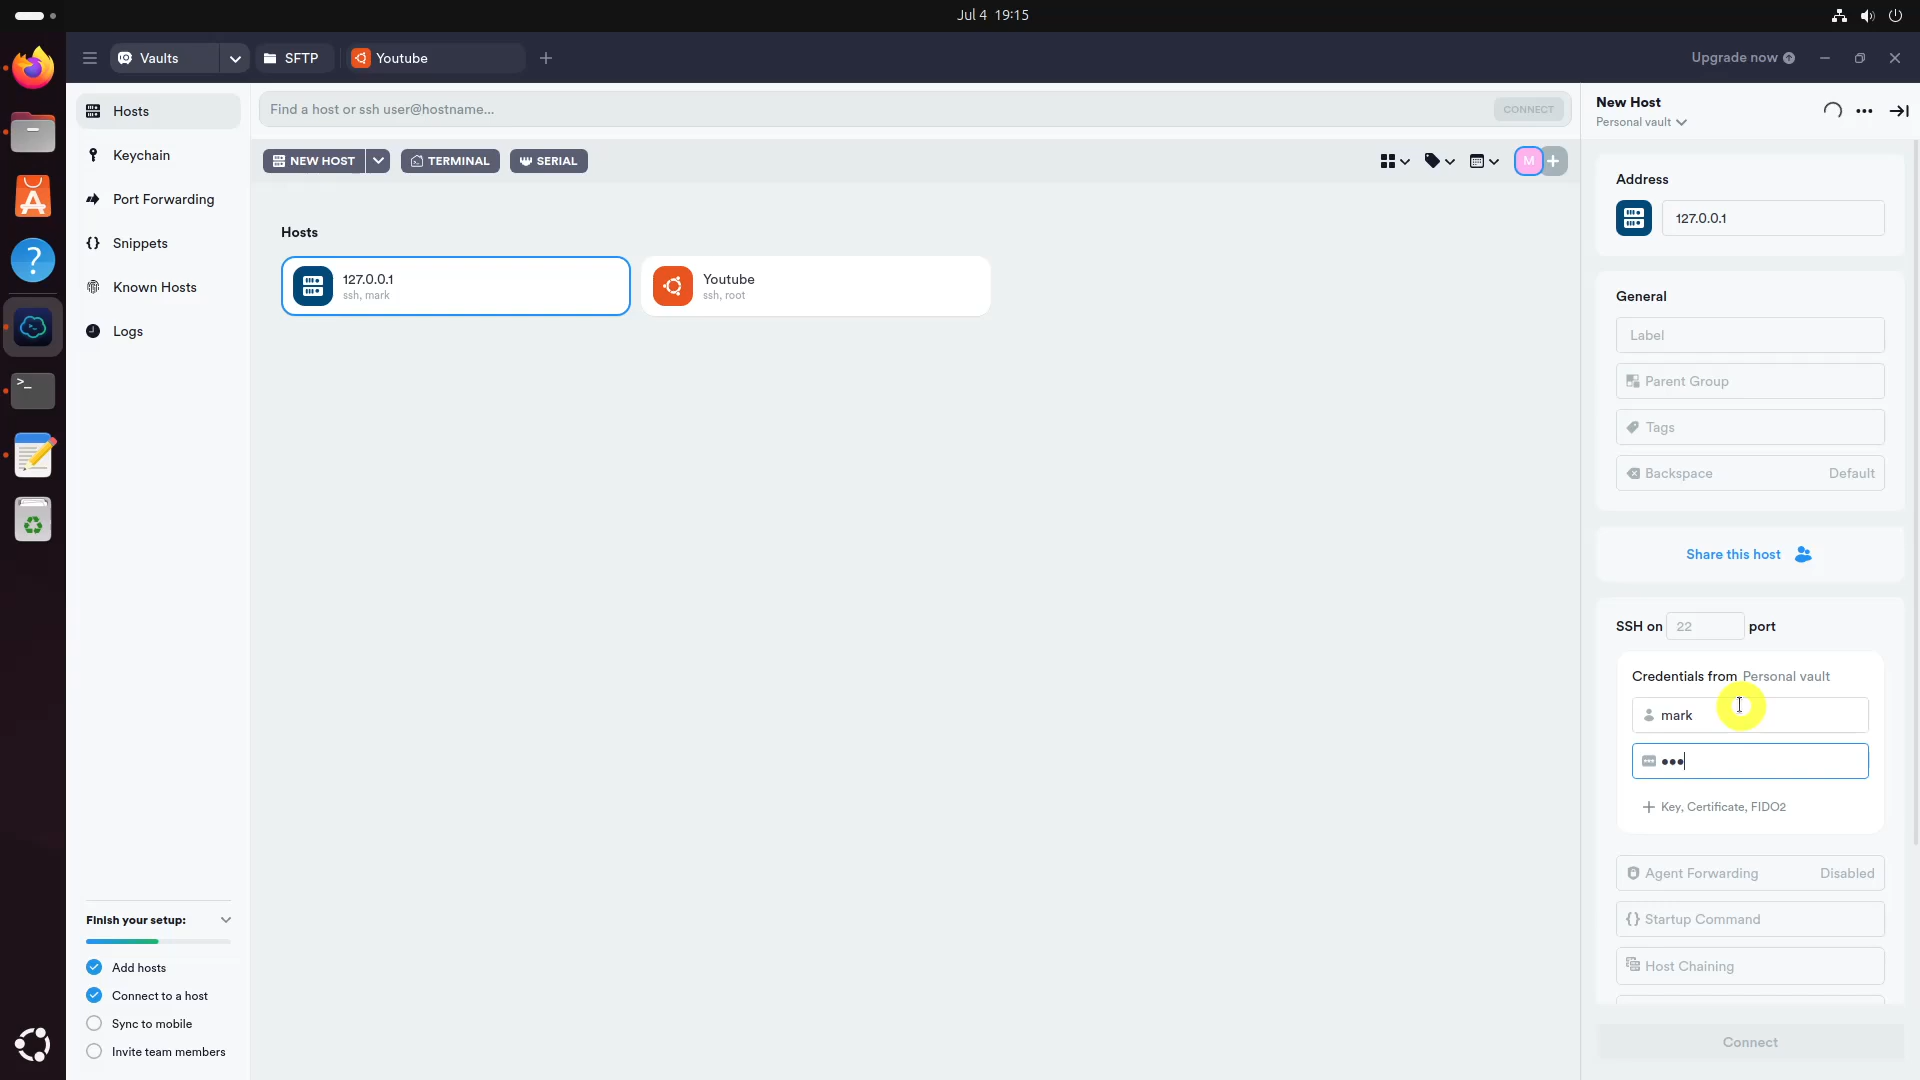 Jul 4 19:15
Vaults
SFTP
Youtube
Upgrade now
Hosts
Keychain
Port Forwarding
Snippets
Known Hosts
Logs
Find a host or ssh user@hostname...
CONNECT
NEW HOST
TERMINAL
SERIAL
M
Hosts
127.0.0.1
ssh, mark
Youtube
ssh, root
Finish your setup:
Add hosts
Connect to a host
Sync to mobile
Invite team members
New Host
Personal vault
Address
127.0.0.1
General
Label
Parent Group
Tags
Backspace Default
Share this host
SSH on 22 port
Credentials from Personal vault
mark
•••
Key, Certificate, FIDO2
Agent Forwarding Disabled
Startup Command
Host Chaining
Connect